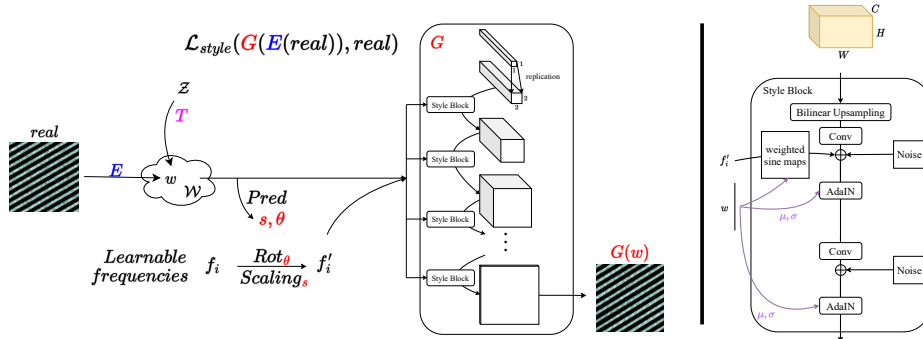 𝓛style(G(E(real)), real)
G
1
1
replication
2
2
𝒵
T
real
E
w
𝒲
Pred
s, θ
Learnable
frequencies
fi
Rotθ
Scalings
f′i
Style Block
Style Block
Style Block
Style Block
G(w)
C
H
W
Style Block
Bilinear Upsampling
Conv
weighted
sine maps
Noise
f′i
AdaIN
w
μ, σ
Conv
Noise
AdaIN
μ, σ